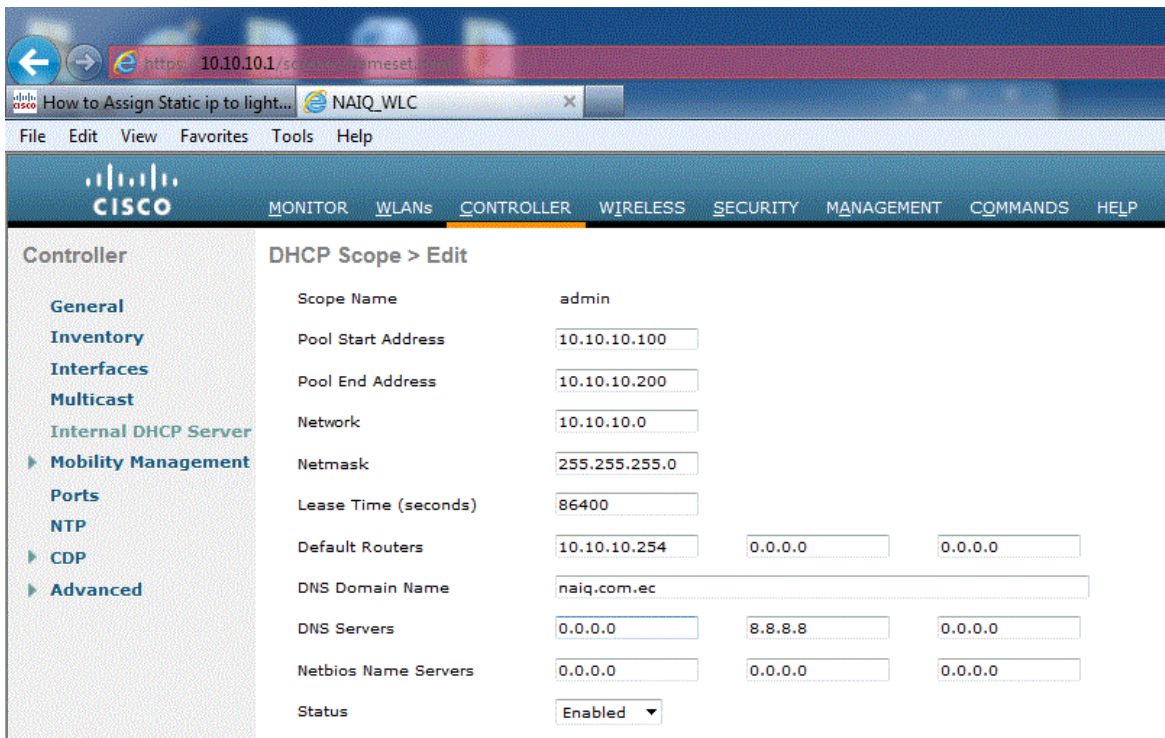 https: 10.10.10.1/
How to Assign Static ip to light... NAIQ_WLC
File Edit View Favorites Tools Help
CISCO
MONITOR WLANs CONTROLLER WIRELESS SECURITY MANAGEMENT COMMANDS HELP
Controller
General
Inventory
Interfaces
Multicast
Internal DHCP Server
Mobility Management
Ports
NTP
CDP
Advanced
DHCP Scope > Edit
Scope Name admin
Pool Start Address 10.10.10.100
Pool End Address 10.10.10.200
Network 10.10.10.0
Netmask 255.255.255.0
Lease Time (seconds) 86400
Default Routers 10.10.10.254 0.0.0.0 0.0.0.0
DNS Domain Name naiq.com.ec
DNS Servers 0.0.0.0 8.8.8.8 0.0.0.0
Netbios Name Servers 0.0.0.0 0.0.0.0 0.0.0.0
Status Enabled